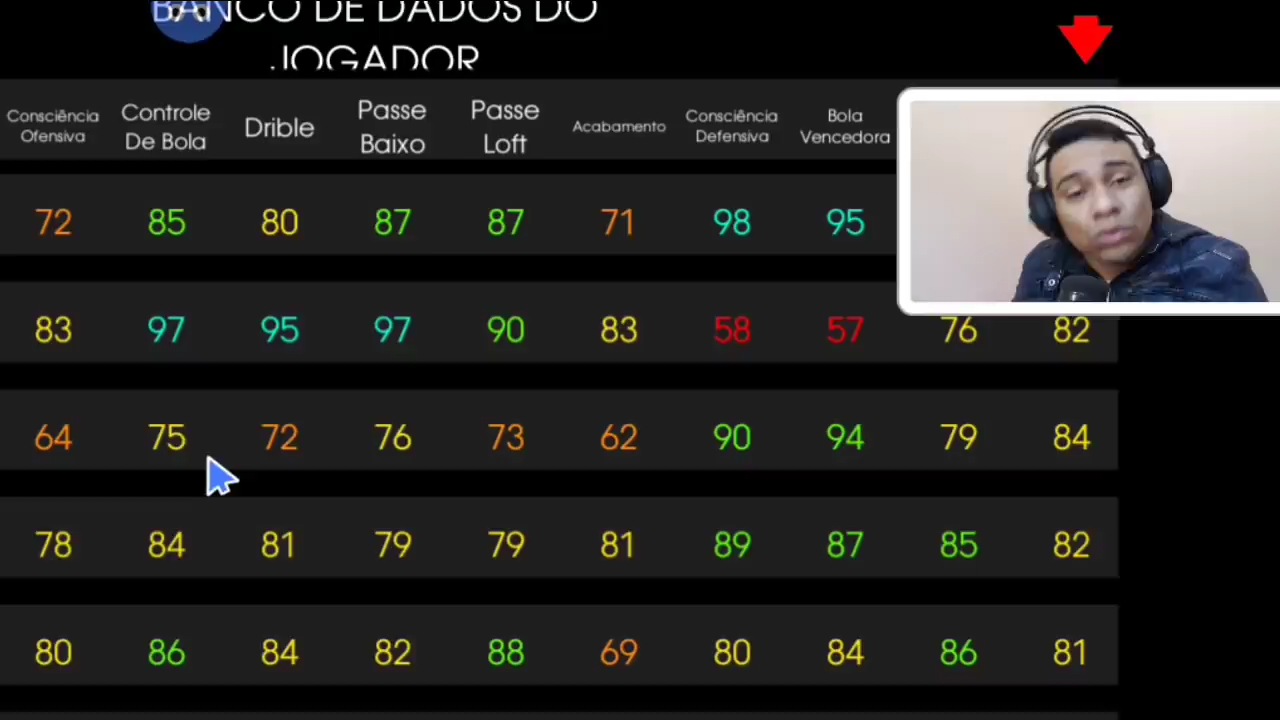 BANCO DE DADOS DO
JOGADOR
Consciência Ofensiva
Controle De Bola
Drible
Passe Baixo
Passe Loft
Acabamento
Consciência Defensiva
Bola Vencedora
72 85 80 87 87 71 98 95
83 97 95 97 90 83 58 57 76 82
64 75 72 76 73 62 90 94 79 84
78 84 81 79 79 81 89 87 85 82
80 86 84 82 88 69 80 84 86 81